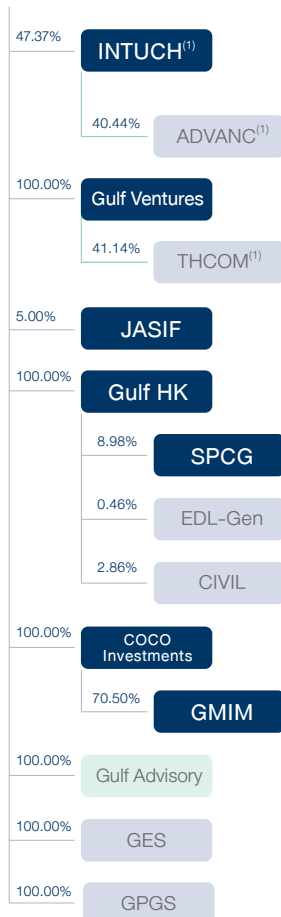 47.37%
INTUCH(1)
40.44%
ADVANC(1)
100.00%
Gulf Ventures
41.14%
THCOM(1)
5.00%
JASIF
100.00%
Gulf HK
8.98%
SPCG
0.46%
EDL-Gen
2.86%
CIVIL
100.00%
COCO
Investments
70.50%
GMIM
100.00%
Gulf Advisory
100.00%
GES
100.00%
GPGS